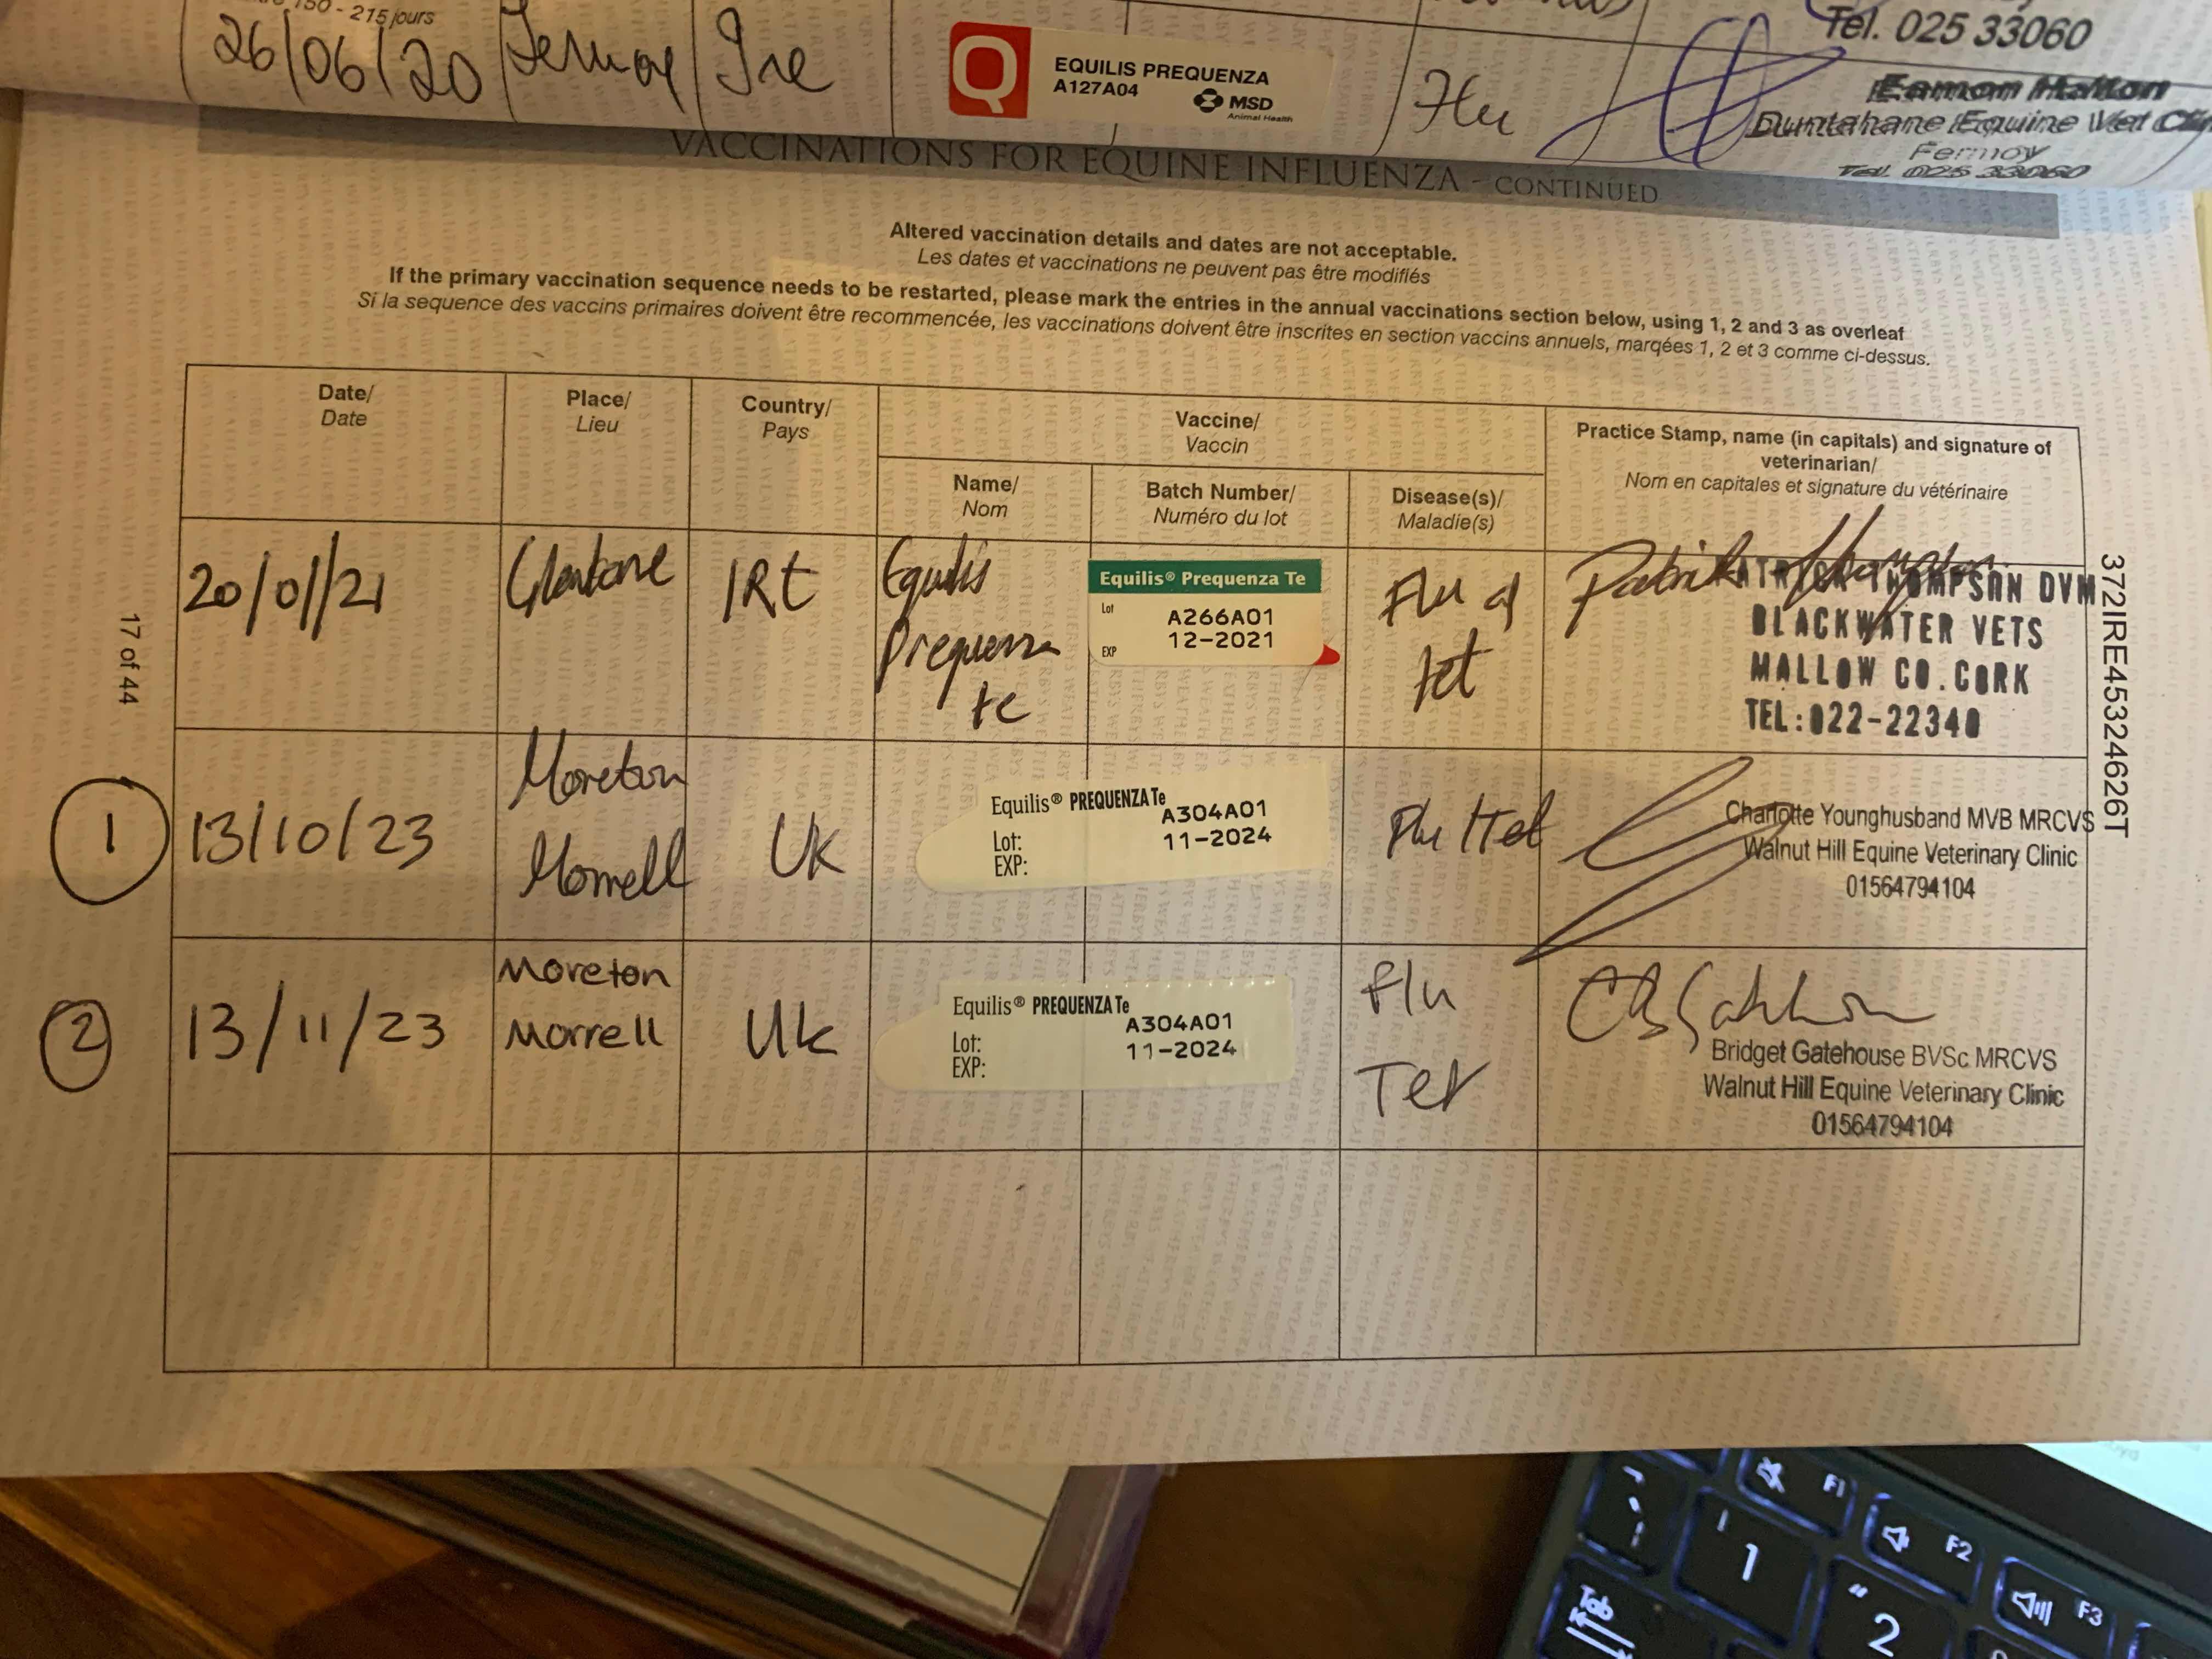 150 - 215 jours
Tel. 025 33060
26/06/20 Fermoy Ire
EQUILIS PREQUENZA
A127A04
MSD
Animal Health
Flu
Eamon
Duntahane Equine Vet
Fermoy
Tel. 025 33060
VACCINATIONS FOR EQUINE INFLUENZA - CONTINUED
Altered vaccination details and dates are not acceptable.
Les dates et vaccinations ne peuvent pas être modifiés
If the primary vaccination sequence needs to be restarted, please mark the entries in the annual vaccinations section below, using 1, 2 and 3 as overleaf
Si la sequence des vaccins primaires doivent être recommencée, les vaccinations doivent être inscrites en section vaccins annuels, marqées 1, 2 et 3 comme ci-dessus.
Date/
Date
Place/
Lieu
Country/
Pays
Vaccine/
Vaccin
Name/
Nom
Batch Number/
Numéro du lot
Disease(s)/
Maladie(s)
Practice Stamp, name (in capitals) and signature of
veterinarian/
Nom en capitales et signature du vétérinaire
20/01/21
IRE
Equilis
Prequenza
te
Equilis® Prequenza Te
Lot A266A01
EXP 12-2021
Flu &
tet
PATRICK THOMPSON DVM
BLACKWATER VETS
MALLOW CO.CORK
TEL:022-22340
1
13/10/23
Moreton
Morrell
UK
Equilis® PREQUENZA Te
Lot: A304A01
EXP: 11-2024
Flu/Tet
Charlotte Younghusband MVB MRCVS
Walnut Hill Equine Veterinary Clinic
01564794104
2
13/11/23
Moreton
Morrell
Uk
Equilis® PREQUENZA Te
Lot: A304A01
EXP: 11-2024
Flu
Tet
Bridget Gatehouse BVSc MRCVS
Walnut Hill Equine Veterinary Clinic
01564794104
17 of 44
372IRE45324626T
F1
F2
F3
1
2
Tab